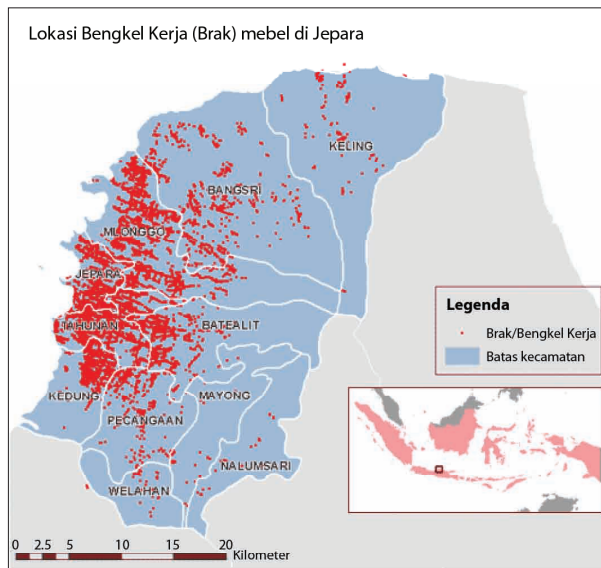 Lokasi Bengkel Kerja (Brak) mebel di Jepara
KELING
BANGSRI
MLONGGO
JEPARA
TAHUNAN
BATEALIT
KEDUNG
MAYONG
PECANGAAN
NALUMSARI
WELAHAN
Legenda
Brak/Bengkel Kerja
Batas kecamatan
0 2.5 5 10 15 20
Kilometer